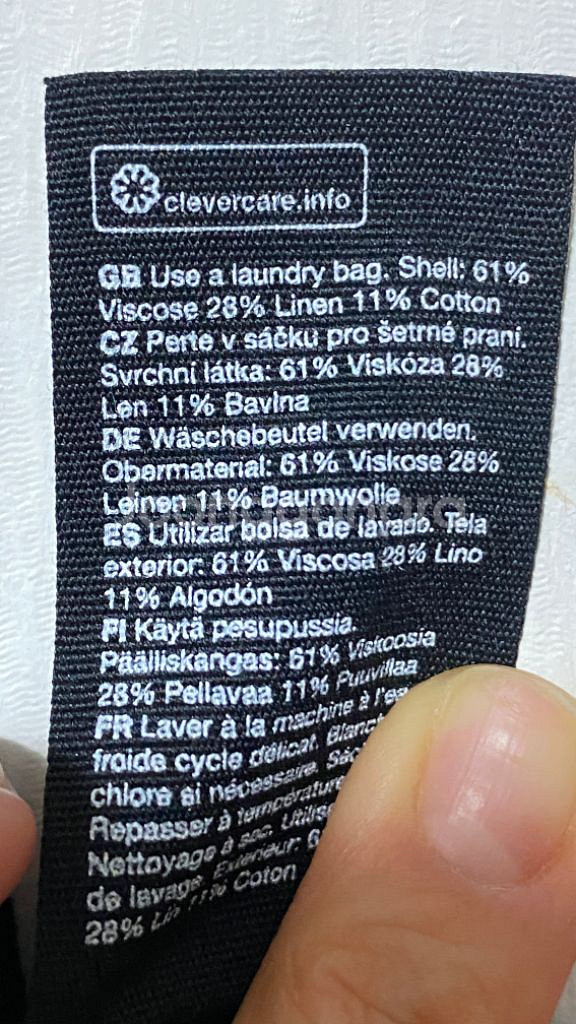 clevercare.info
GB Use a laundry bag. Shell: 61%
Viscose 28% Linen 11% Cotton
CZ Perte v sáčku pro šetrné praní.
Svrchní látka: 61% Viskóza 28%
Len 11% Bavlna
DE Wäschebeutel verwenden.
Obermaterial: 61% Viskose 28%
Leinen 11% Baumwolle
ES Utilizar bolsa de lavado. Tela
exterior: 61% Viscosa 28% Lino
11% Algodón
FI Käytä pesupussia.
Päälliskangas: 61% Viskoosia
28% Pellavaa 11% Puuvillaa
FR Laver à la machine à l'ea
froide cycle délicat.
chlore si nécessaire.
Repasser à température
Nettoyage à sec.
de lavage. Extérieur:
28% 11% Coton